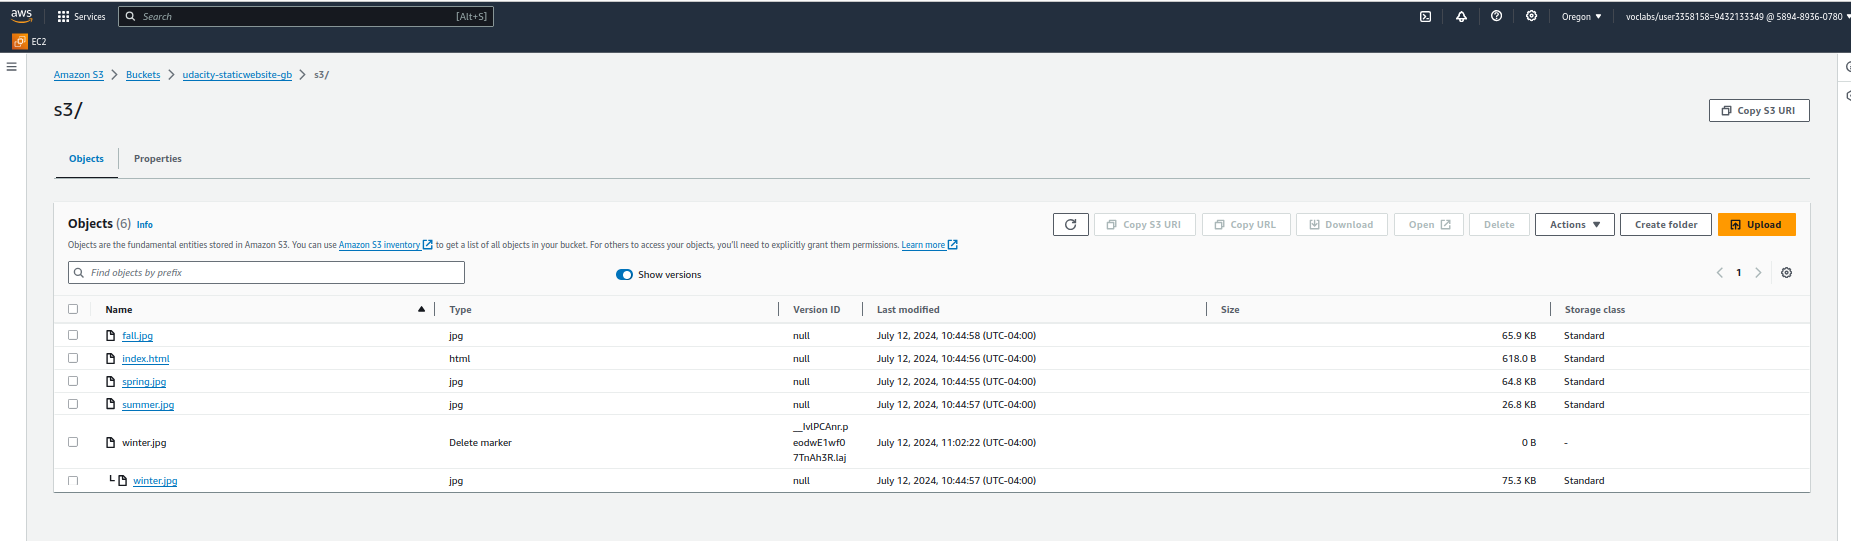 aws Services Search [Alt+S] Oregon voclabs/user3358158=9432133349 @ 5894-8936-0780
EC2
Amazon S3 Buckets udacity-staticwebsite-gb s3/
s3/
Copy S3 URI
Objects Properties
Objects (6) Info
Copy S3 URI Copy URL Download Open Delete Actions Create folder Upload
Objects are the fundamental entities stored in Amazon S3. You can use Amazon S3 inventory to get a list of all objects in your bucket. For others to access your objects, you'll need to explicitly grant them permissions. Learn more
Find objects by prefix Show versions 1
Name Type Version ID Last modified Size Storage class
fall.jpg jpg null July 12, 2024, 10:44:58 (UTC-04:00) 65.9 KB Standard
index.html html null July 12, 2024, 10:44:56 (UTC-04:00) 618.0 B Standard
spring.jpg jpg null July 12, 2024, 10:44:55 (UTC-04:00) 64.8 KB Standard
summer.jpg jpg null July 12, 2024, 10:44:57 (UTC-04:00) 26.8 KB Standard
winter.jpg Delete marker July 12, 2024, 11:02:22 (UTC-04:00) 0 B -
winter.jpg jpg null July 12, 2024, 10:44:57 (UTC-04:00) 75.3 KB Standard